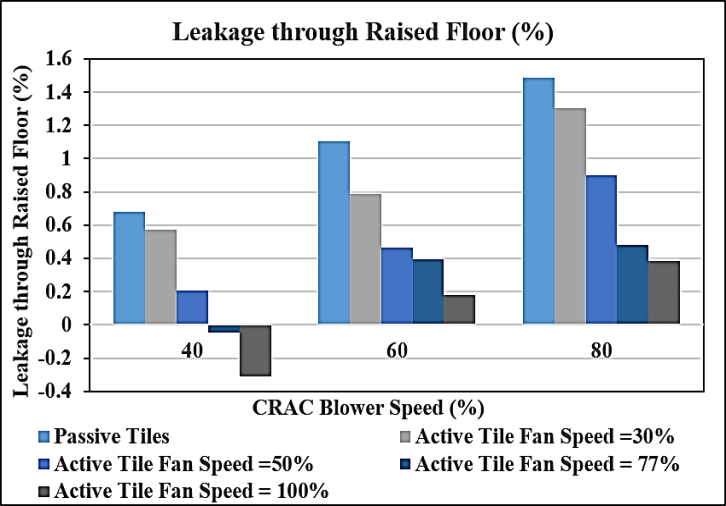 Leakage through Raised Floor (%)
Leakage through Raised Floor (%)
1.6
1.4
1.2
1
0.8
0.6
0.4
0.2
0
-0.2
-0.4
40 60 80
CRAC Blower Speed (%)
Passive Tiles Active Tile Fan Speed =30%
Active Tile Fan Speed =50% Active Tile Fan Speed = 77%
Active Tile Fan Speed = 100%